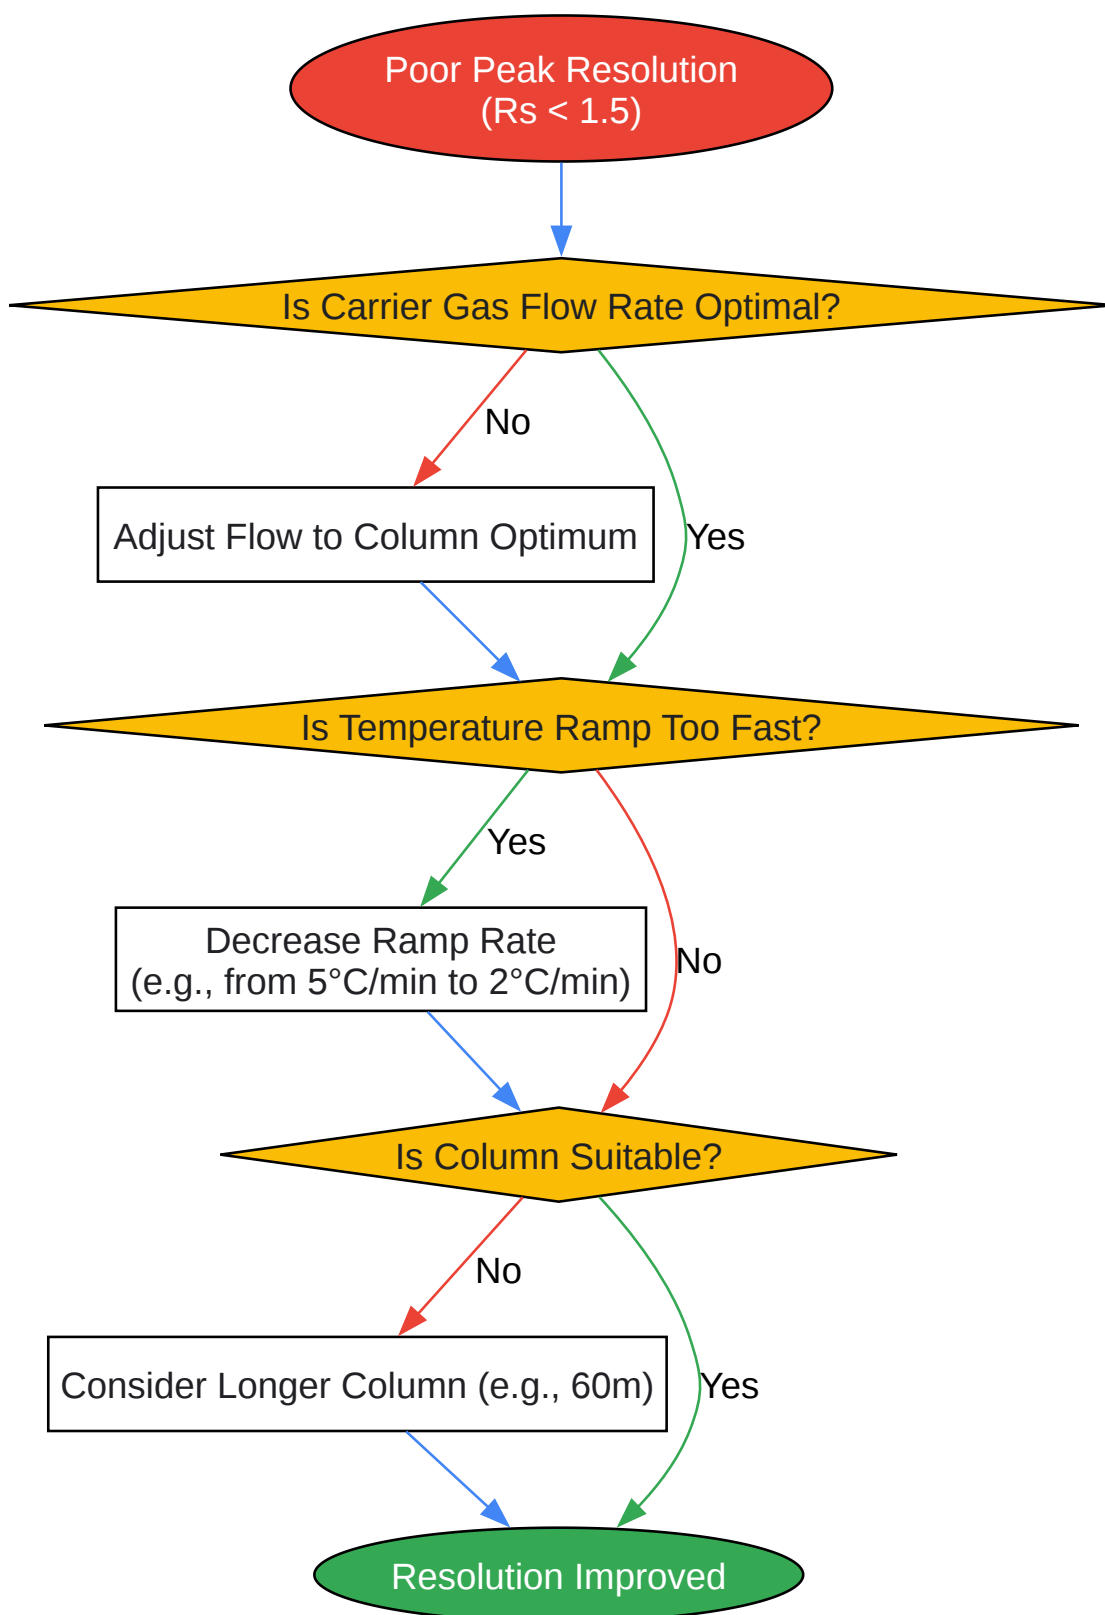 Poor Peak Resolution
(Rs < 1.5)
Is Carrier Gas Flow Rate Optimal?
No
Adjust Flow to Column Optimum
Yes
Is Temperature Ramp Too Fast?
Yes
Decrease Ramp Rate
(e.g., from 5°C/min to 2°C/min)
No
Is Column Suitable?
No
Consider Longer Column (e.g., 60m)
Yes
Resolution Improved